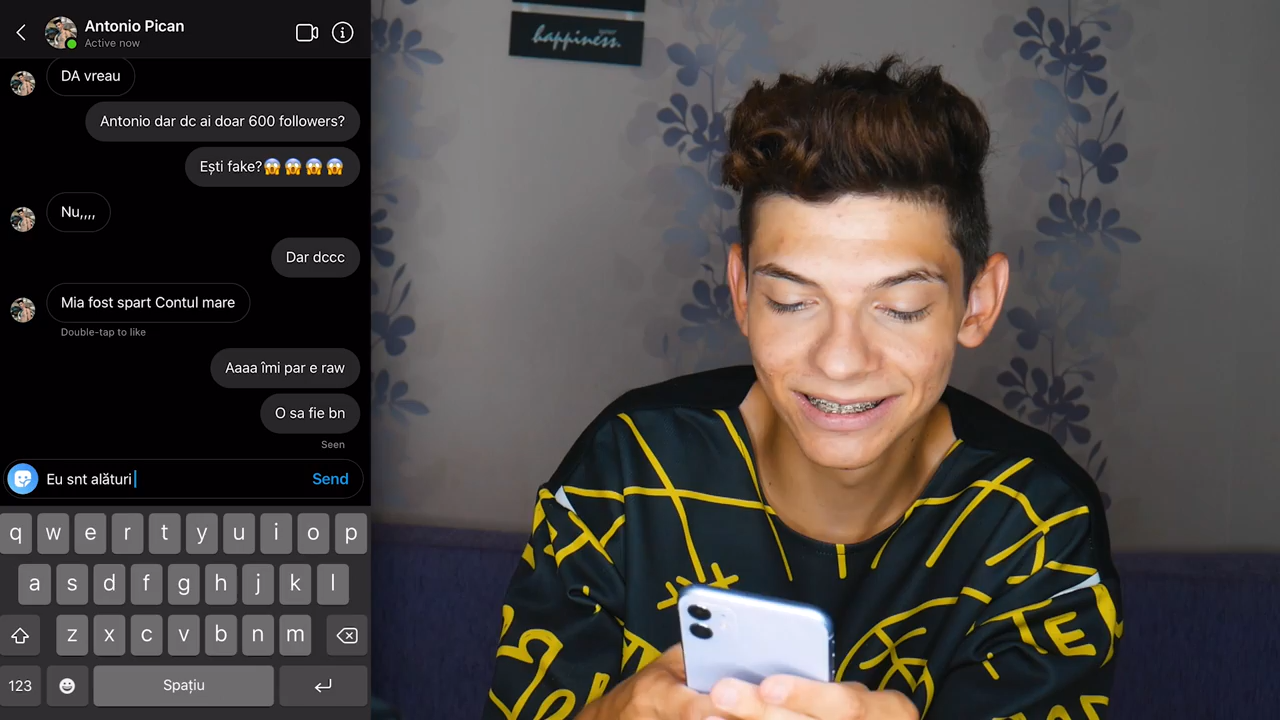 Antonio Pican
Active now
DA vreau
Antonio dar dc ai doar 600 followers?
Ești fake?😱😱😱😱
Nu,,,,
Dar dccc
Mia fost spart Contul mare
Double-tap to like
Aaaa îmi par e raw
O sa fie bn
Seen
Eu snt alături
Send
q w e r t y u i o p
a s d f g h j k l
z x c v b n m
123
Spațiu
your
happiness.
TE